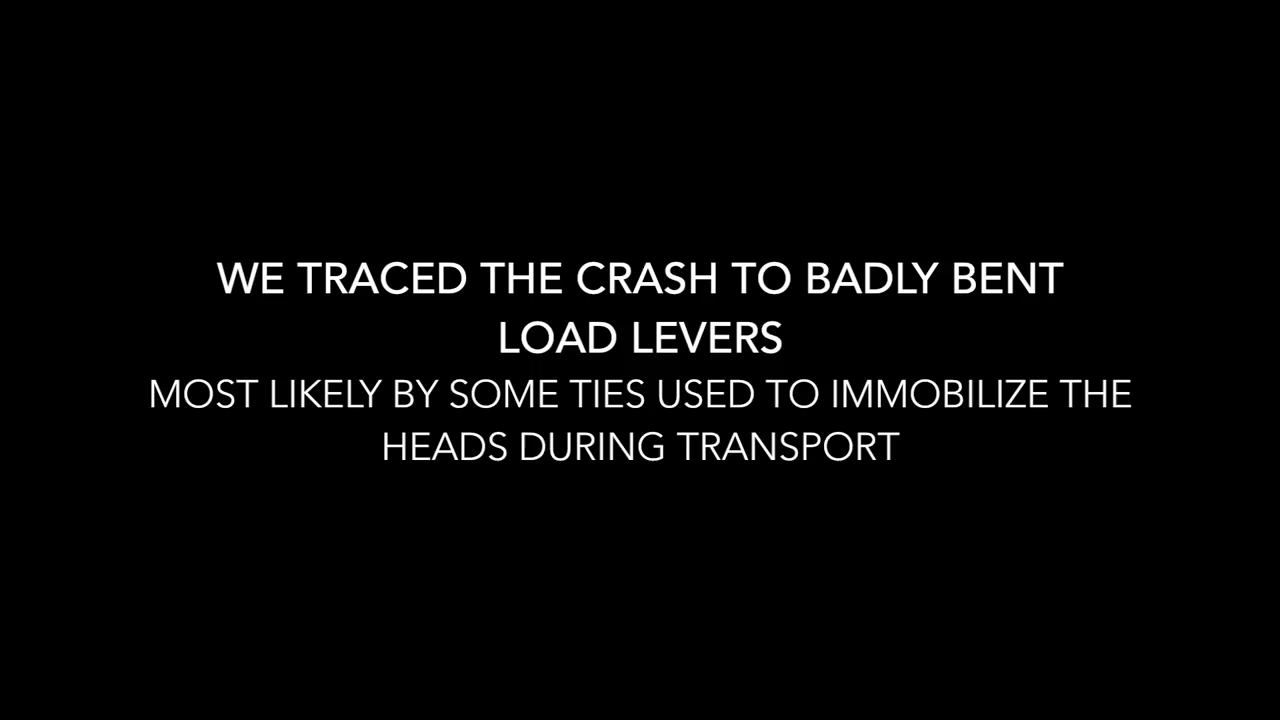 WE TRACED THE CRASH TO BADLY BENT
LOAD LEVERS
MOST LIKELY BY SOME TIES USED TO IMMOBILIZE THE
HEADS DURING TRANSPORT